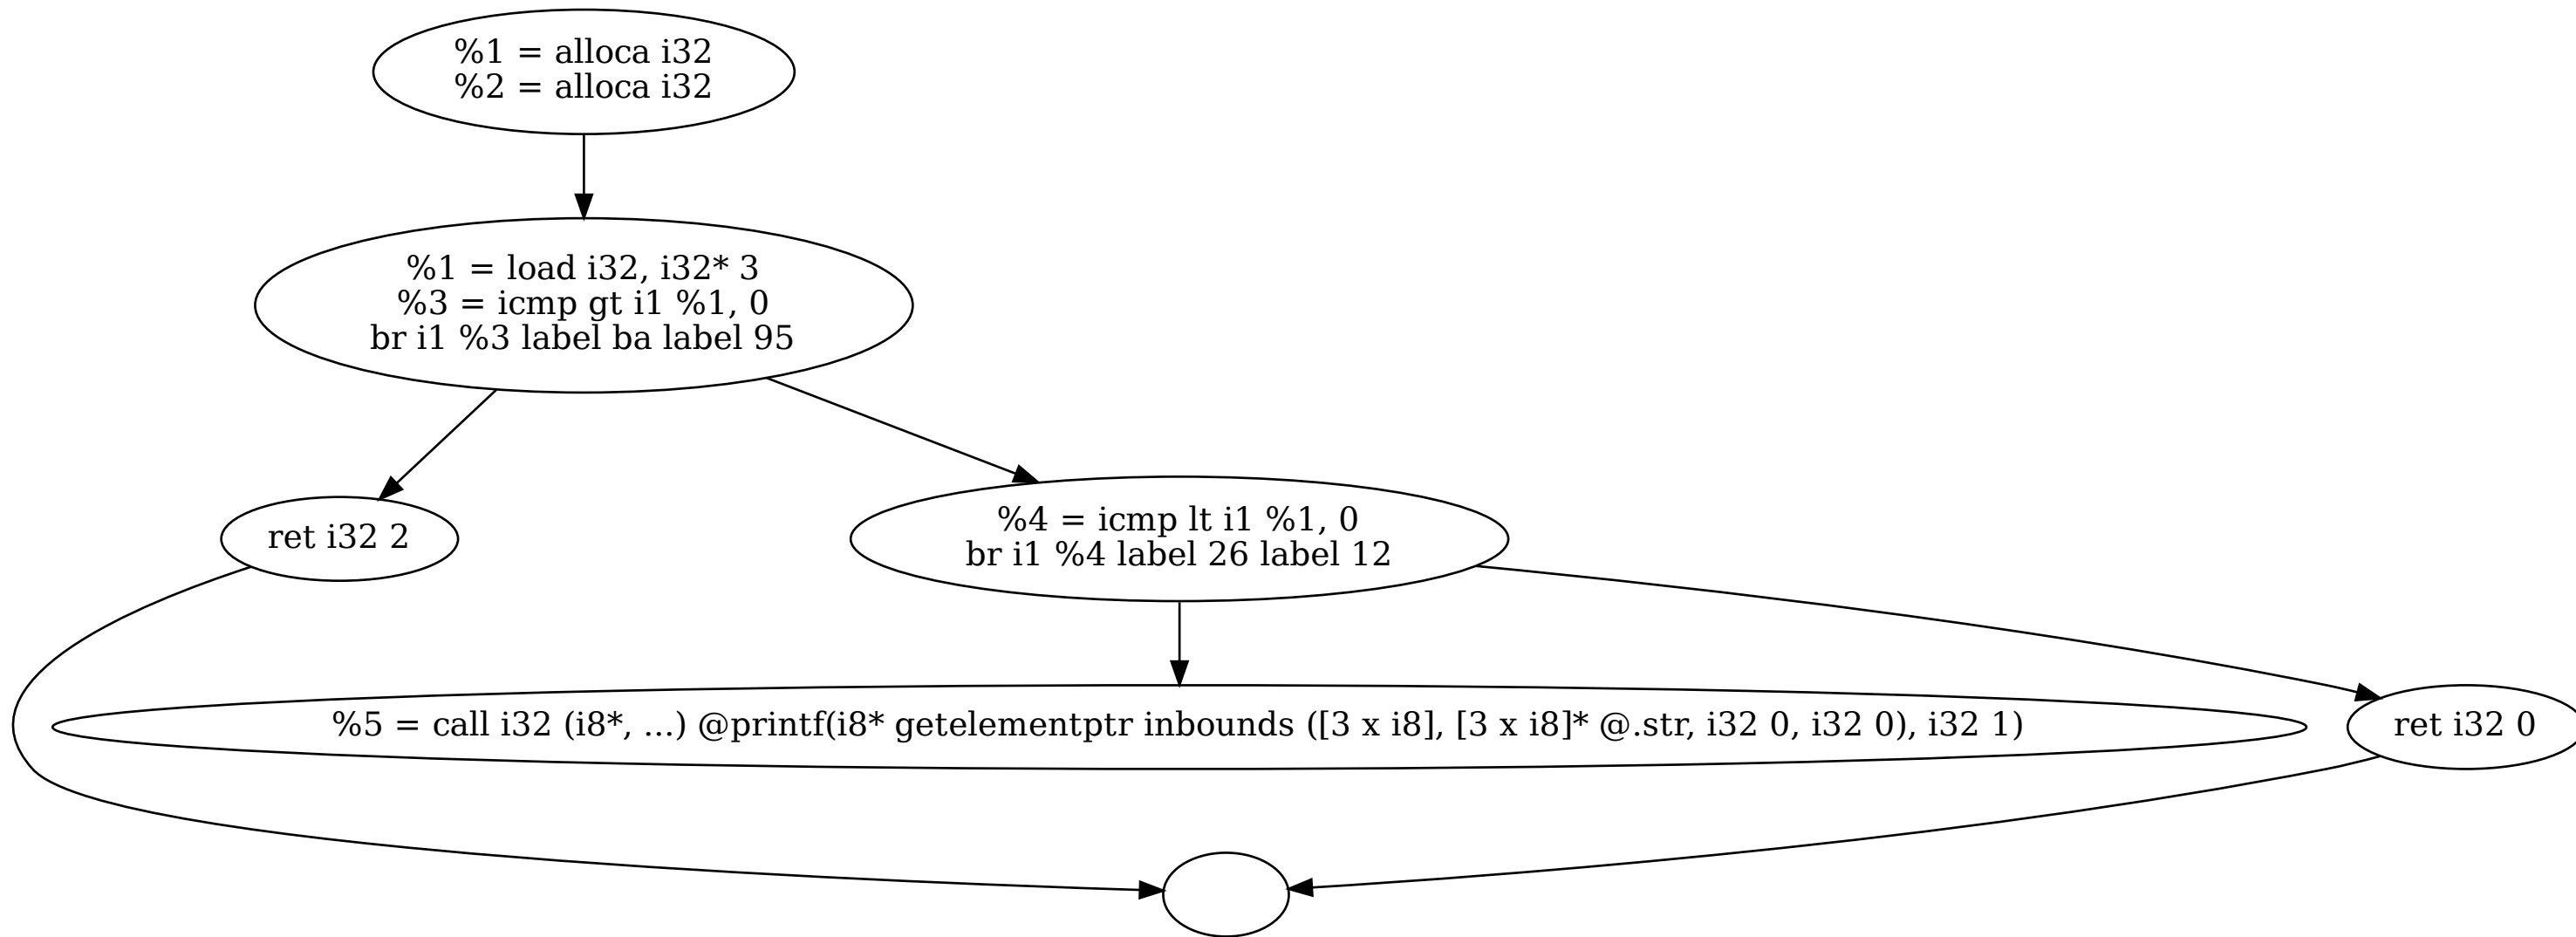 %1 = alloca i32
%2 = alloca i32
%1 = load i32, i32* 3
%3 = icmp gt i1 %1, 0
br i1 %3 label ba label 95
ret i32 2
%4 = icmp lt i1 %1, 0
br i1 %4 label 26 label 12
%5 = call i32 (i8*, ...) @printf(i8* getelementptr inbounds ([3 x i8], [3 x i8]* @.str, i32 0, i32 0), i32 1)
ret i32 0